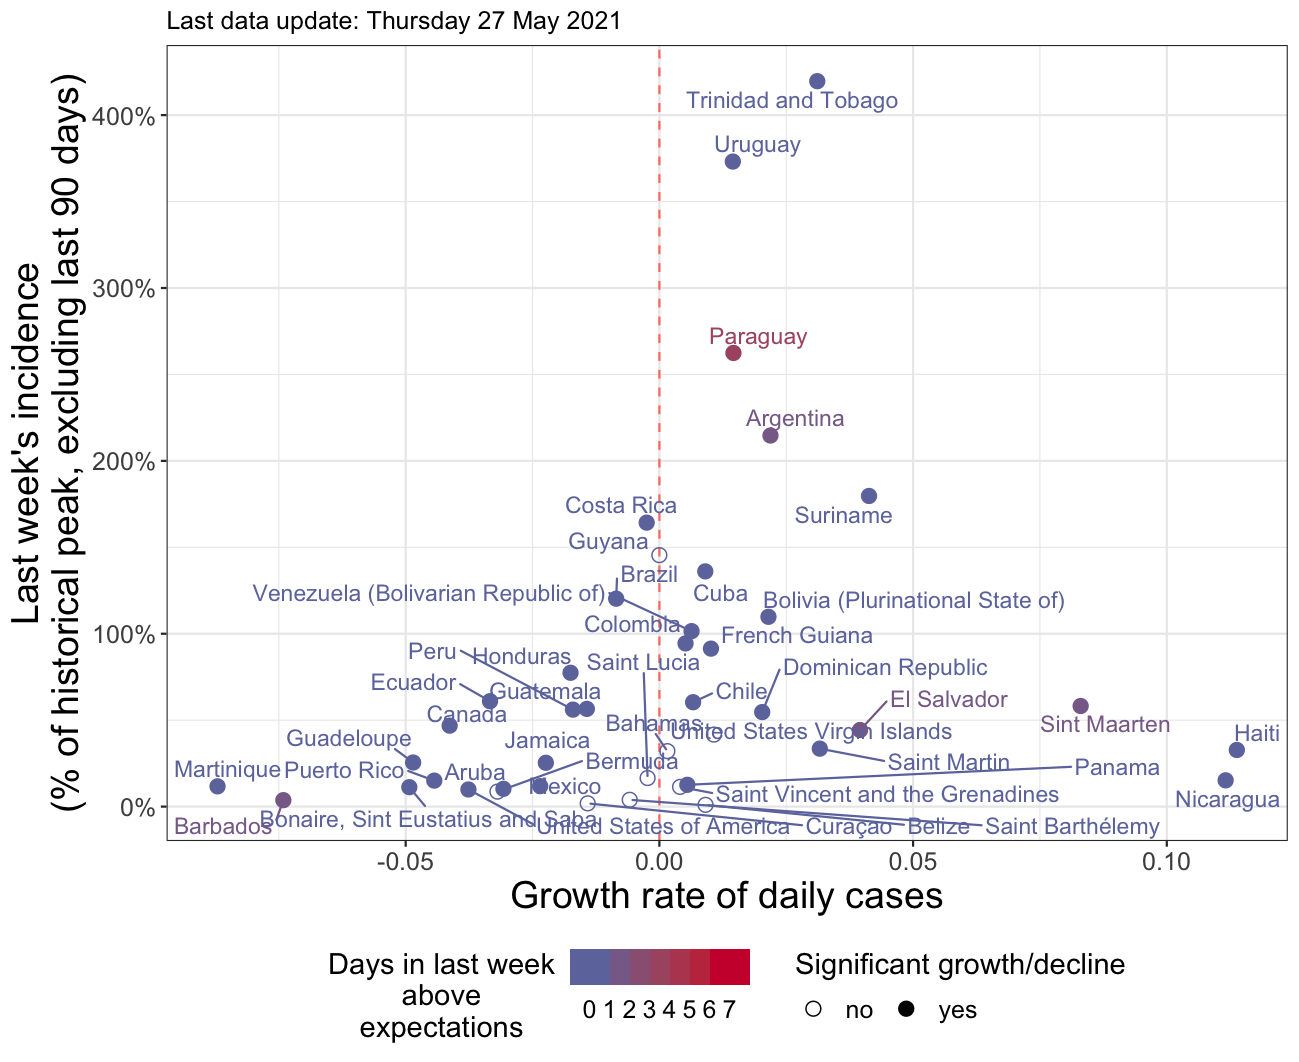 Last data update: Thursday 27 May 2021
Last week's incidence
(% of historical peak, excluding last 90 days)
400%
300%
200%
100%
0%
Trinidad and Tobago
Uruguay
Paraguay
Argentina
Suriname
Costa Rica
Guyana
Brazil
Venezuela (Bolivarian Republic of)
Cuba
Bolivia (Plurinational State of)
Colombia
French Guiana
Peru
Honduras
Saint Lucia
Dominican Republic
Ecuador
Guatemala
Chile
El Salvador
Canada
Bahamas
United States Virgin Islands
Sint Maarten
Guadeloupe
Jamaica
Haiti
Martinique
Puerto Rico
Aruba
Bermuda
Saint Martin
Panama
Mexico
Saint Vincent and the Grenadines
Nicaragua
Barbados
Bonaire, Sint Eustatius and Saba
United States of America
Curaçao
Belize
Saint Barthélemy
-0.05
0.00
0.05
0.10
Growth rate of daily cases
Days in last week
above
expectations
0 1 2 3 4 5 6 7
Significant growth/decline
no
yes